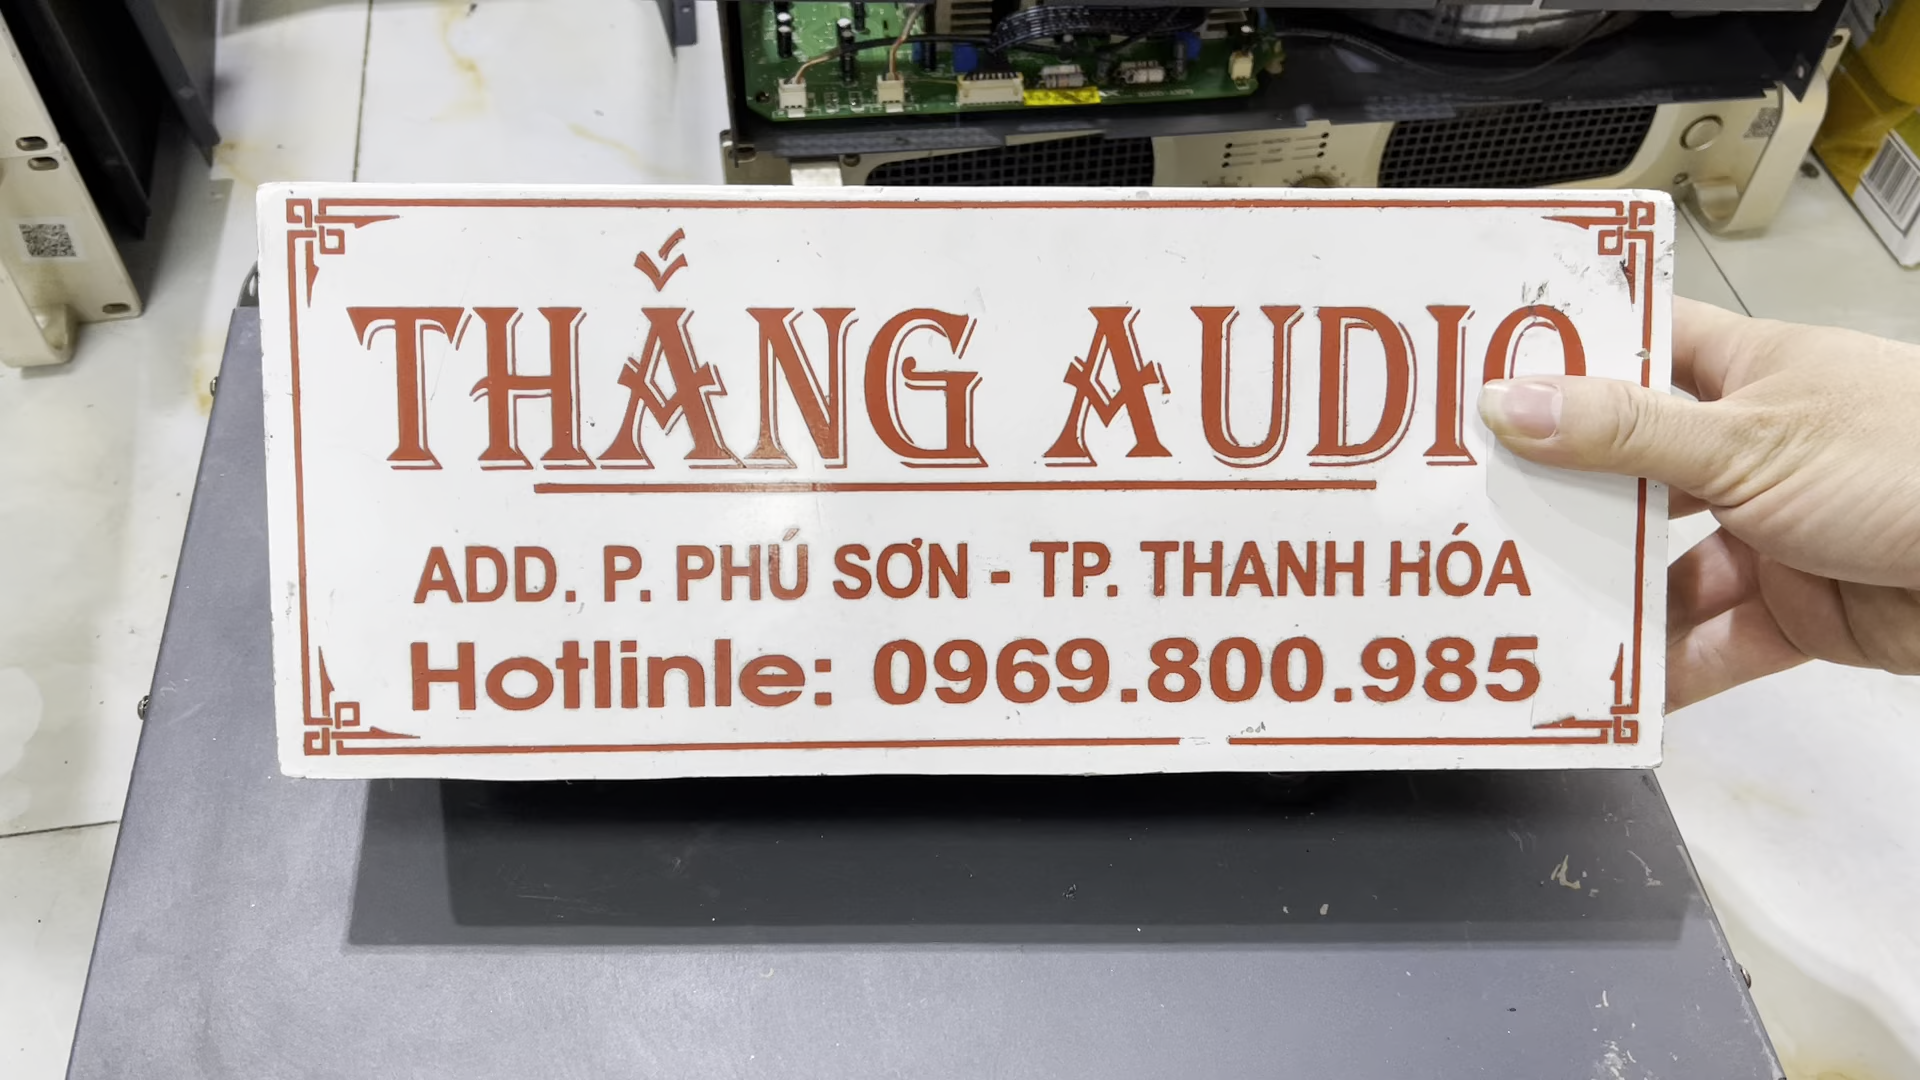 THẮNG AUDIO
ADD. P. PHÚ SƠN - TP. THANH HÓA
Hotlinle: 0969.800.985